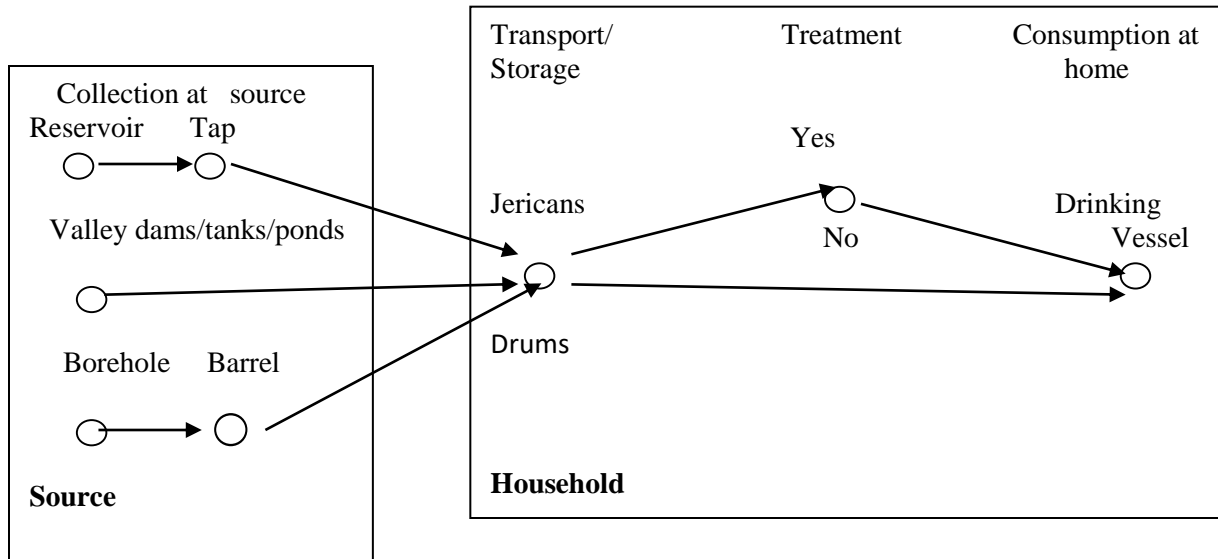 Collection at source
Reservoir Tap
Valley dams/tanks/ponds
Borehole Barrel
Source
Transport/
Storage
Treatment
Consumption at
home
Yes
Jericans
No
Drinking
Vessel
Drums
Household